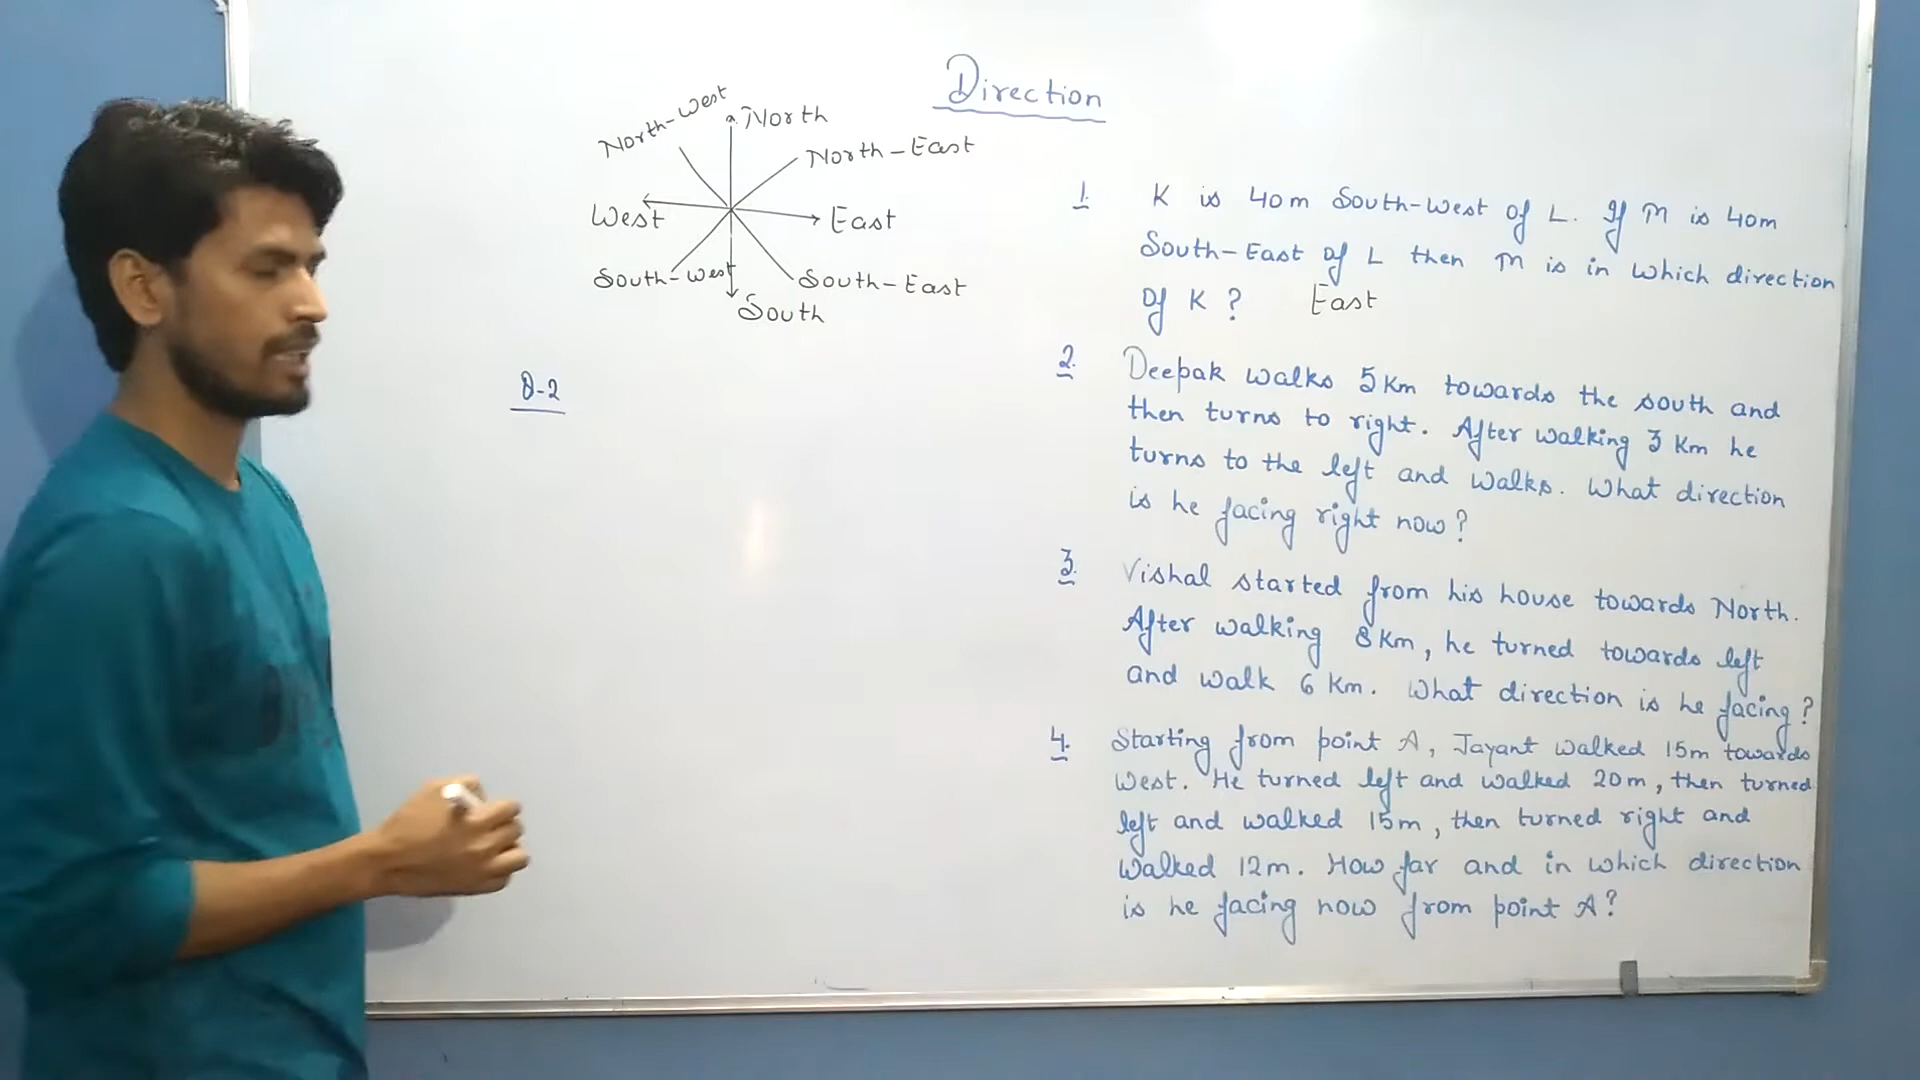 Direction
North-West
North
North-East
West
East
South-West
South-East
South
Q-2
1. K is 40m South-West of L. If M is 40m
South-East of L then M is in which direction
of K ? East
2. Deepak walks 5 Km towards the south and
then turns to right. After walking 3 Km he
turns to the left and walks. What direction
is he facing right now?
3. Vishal started from his house towards North.
After walking 8 Km, he turned towards left
and walk 6 Km. What direction is he facing?
4. Starting from point A, Jayant walked 15m towards
West. He turned left and walked 20m, then turned
left and walked 15m, then turned right and
walked 12m. How far and in which direction
is he facing now from point A?